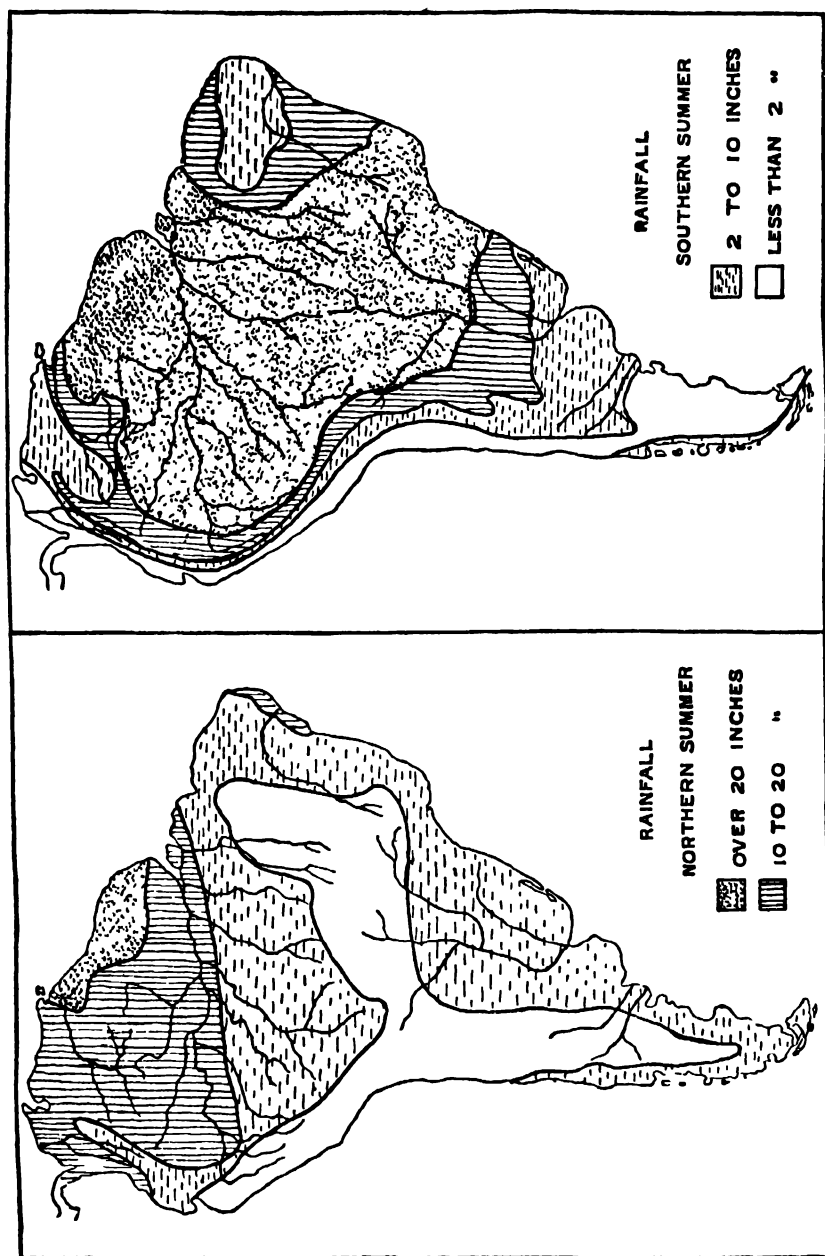 RAINFALL
SOUTHERN SUMMER
2 TO 10 INCHES
LESS THAN 2 "
RAINFALL
NORTHERN SUMMER
OVER 20 INCHES
10 TO 20 "